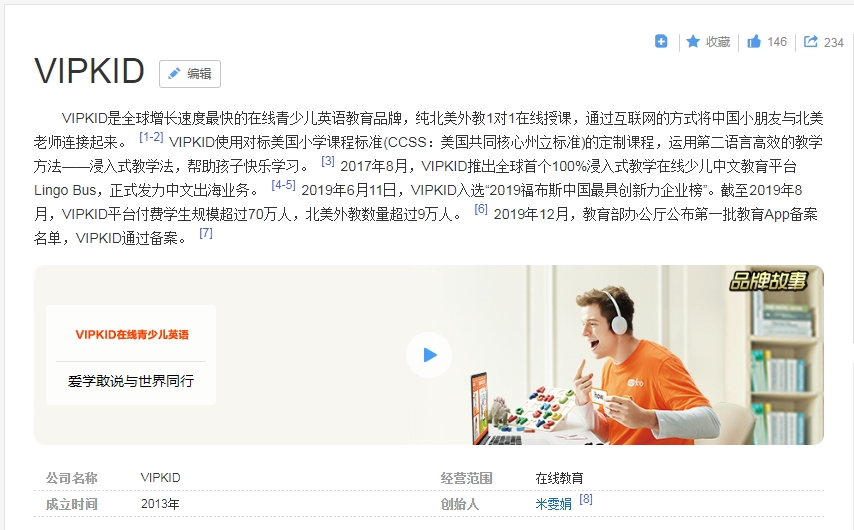 收藏 146 234
VIPKID 编辑
VIPKID是全球增长速度最快的在线青少儿英语教育品牌，纯北美外教1对1在线授课，通过互联网的方式将中国小朋友与北美
老师连接起来。 [1-2] VIPKID使用对标美国小学课程标准(CCSS：美国共同核心州立标准)的定制课程，运用第二语言高效的教学
方法——浸入式教学法，帮助孩子快乐学习。 [3] 2017年8月，VIPKID推出全球首个100%浸入式教学在线少儿中文教育平台
Lingo Bus，正式发力中文出海业务。 [4-5] 2019年6月11日，VIPKID入选“2019福布斯中国最具创新力企业榜”。截至2019年8
月，VIPKID平台付费学生规模超过70万人，北美外教数量超过9万人。 [6] 2019年12月，教育部办公厅公布第一批教育App备案
名单，VIPKID通过备案。 [7]
品牌故事
VIPKID在线青少儿英语
爱学敢说与世界同行
how
公司名称 VIPKID 经营范围 在线教育
成立时间 2013年 创始人 米雯娟 [8]